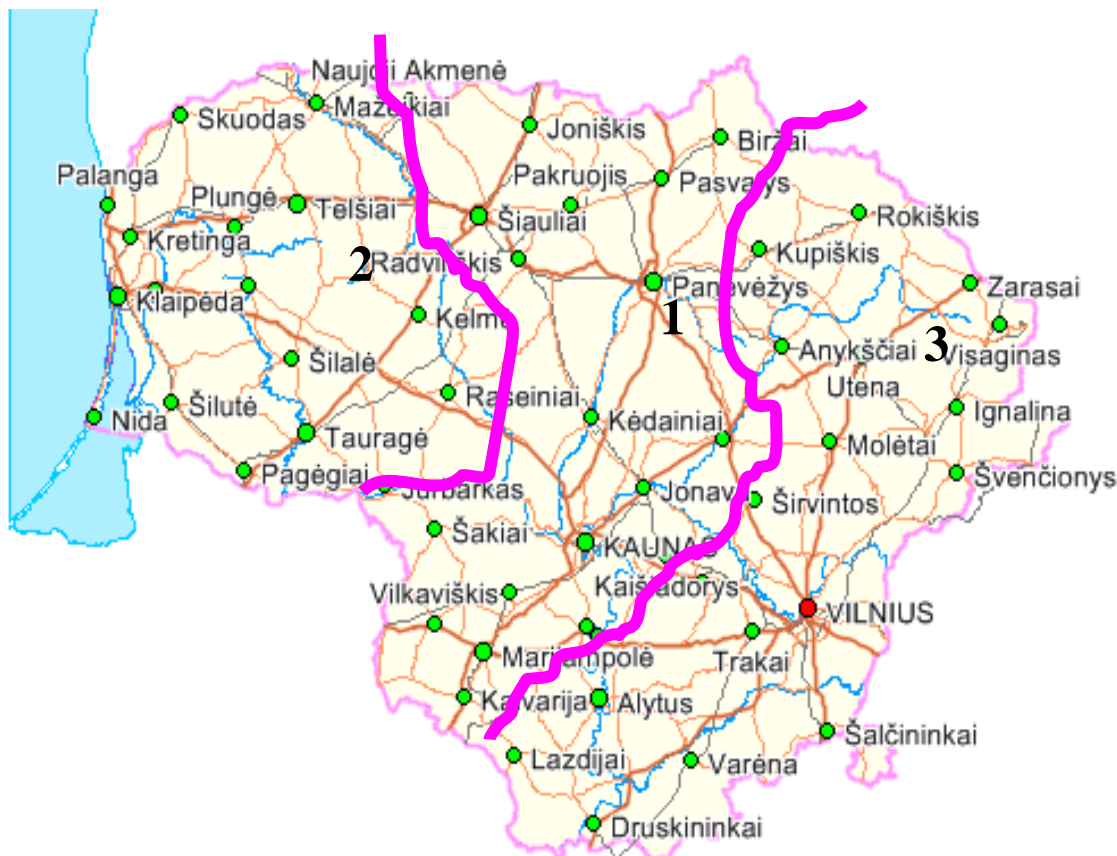 Naujoji Akmenė
Mažeikiai
Skuodas
Joniškis
Biržai
Palanga
Plungė
Telšiai
Pakruojis
Pasvalys
Šiauliai
Rokiškis
Kretinga
2
Radviliškis
Kupiškis
Klaipėda
Panevėžys
Zarasai
Kelmė
1
3
Šilalė
Anykščiai
Visaginas
Raseiniai
Utena
Nida
Šilutė
Tauragė
Kėdainiai
Ignalina
Molėtai
Pagėgiai
Jurbarkas
Jonav
Širvintos
Švenčionys
Šakiai
KAUNAS
Vilkaviškis
Kaišiadorys
VILNIUS
Marijampolė
Trakai
Kalvarija
Alytus
Šalčininkai
Lazdijai
Varėna
Druskininkai